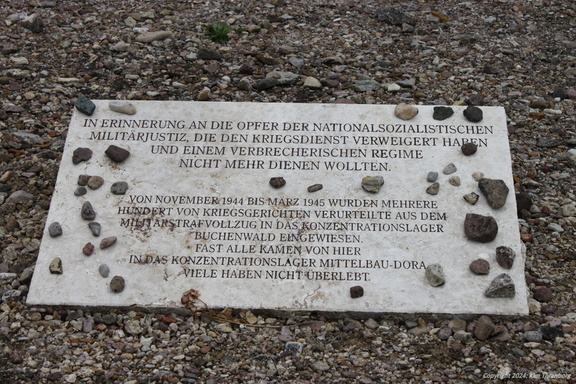 IN ERINNERUNG AN DIE OPFER DER NATIONALSOZIALISTISCHEN
MILITÄRJUSTIZ, DIE DEN KRIEGSDIENST VERWEIGERT HABEN
UND EINEM VERBRECHERISCHEN REGIME
NICHT MEHR DIENEN WOLLTEN.
VON NOVEMBER 1944 BIS MÄRZ 1945 WURDEN MEHRERE
HUNDERT VON KRIEGSGERICHTEN VERURTEILTE AUS DEM
MILITÄRSTRAFVOLLZUG IN DAS KONZENTRATIONSLAGER
BUCHENWALD EINGEWIESEN.
FAST ALLE KAMEN VON HIER
IN DAS KONZENTRATIONSLAGER MITTELBAU-DORA.
VIELE HABEN NICHT ÜBERLEBT.
Copyright 2024,